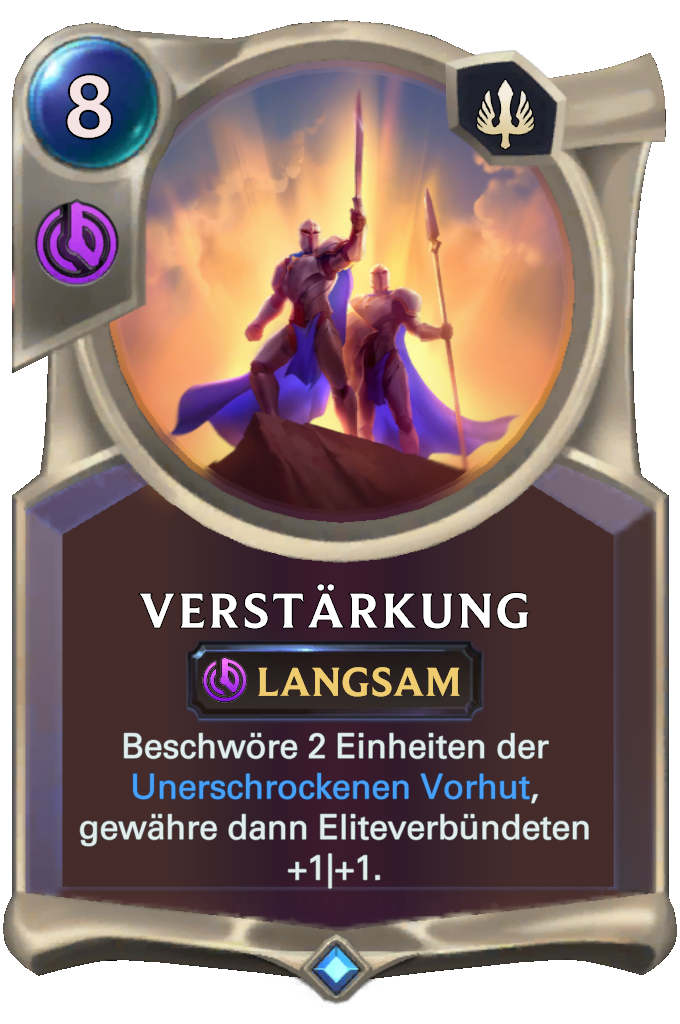 8
VERSTÄRKUNG
LANGSAM
Beschwöre 2 Einheiten der
Unerschrockenen Vorhut,
gewähre dann Eliteverbündeten
+1|+1.